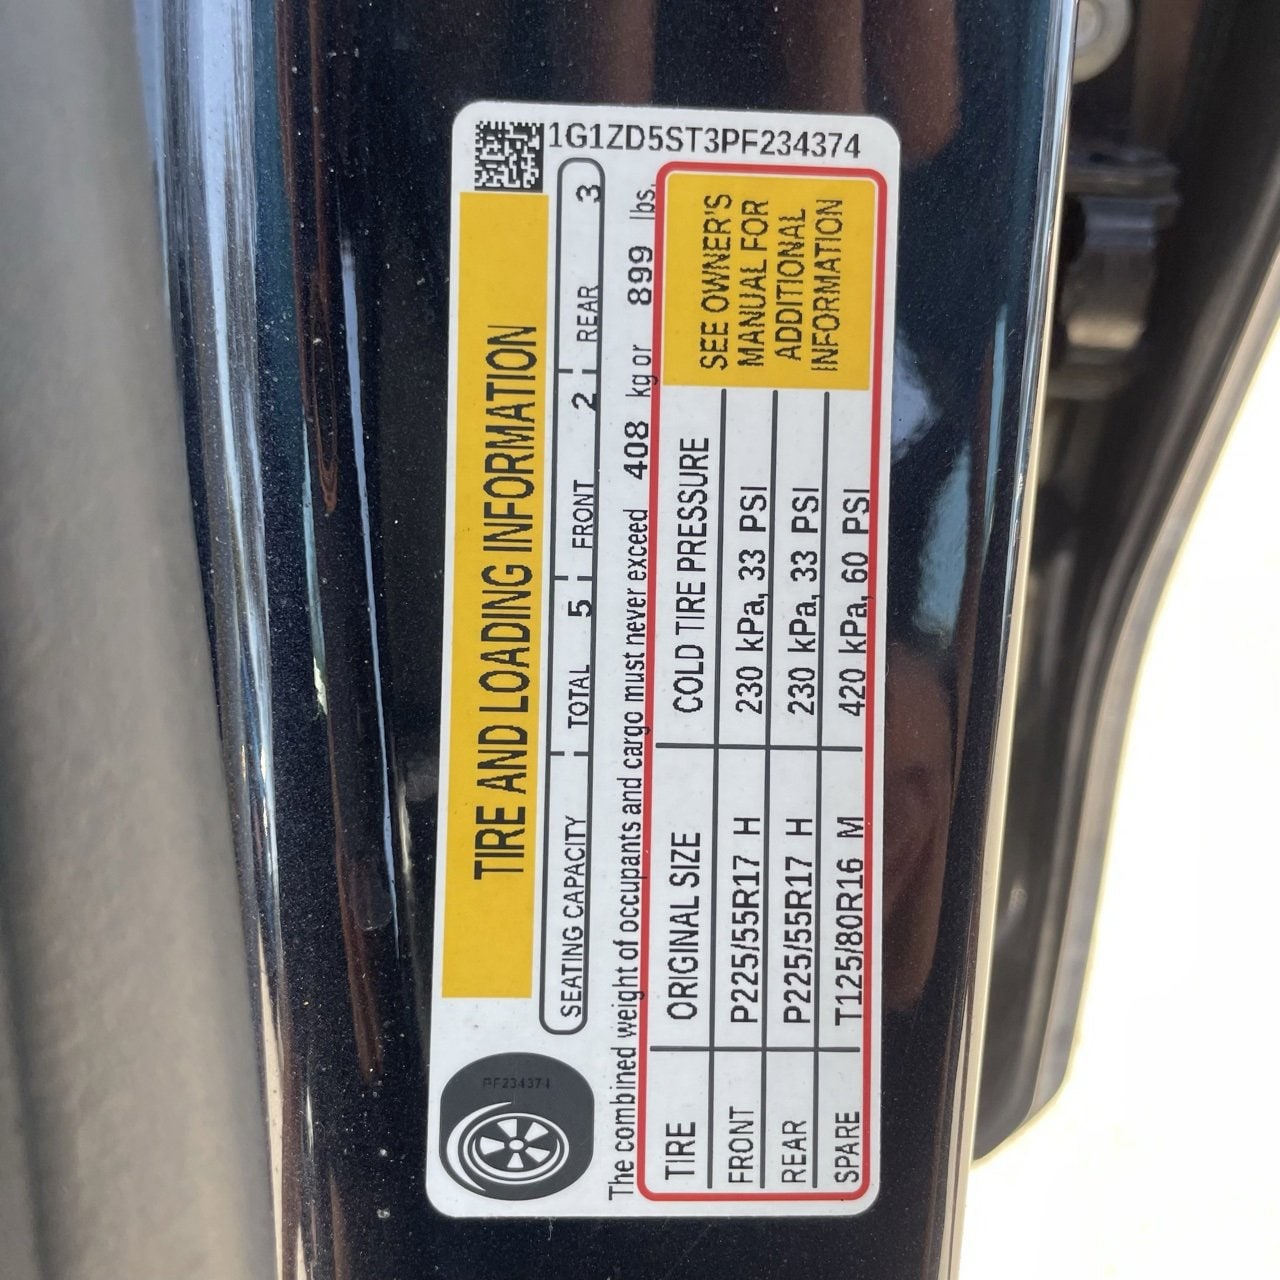 1G1ZD5ST3PF234374
TIRE AND LOADING INFORMATION
SEATING CAPACITY TOTAL 5 FRONT 2 REAR 3
The combined weight of occupants and cargo must never exceed 408 kg or 899 lbs.
TIRE ORIGINAL SIZE COLD TIRE PRESSURE
FRONT P225/55R17 H 230 kPa, 33 PSI
REAR P225/55R17 H 230 kPa, 33 PSI
SPARE T125/80R16 M 420 kPa, 60 PSI
SEE OWNER'S
MANUAL FOR
ADDITIONAL
INFORMATION
PF234374